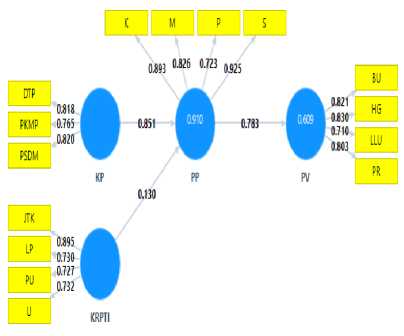 K M P S
0.893 0.826 0.723 0.925
DTP
PKMP
PSDM
0.818
0.765
0.820
KP
0.851
0.910
PP
0.783
0.609
PV
0.821
0.830
0.710
0.803
BU
HG
LLU
PR
0.130
JTK
LP
PU
U
0.895
0.730
0.727
0.732
KRPTI